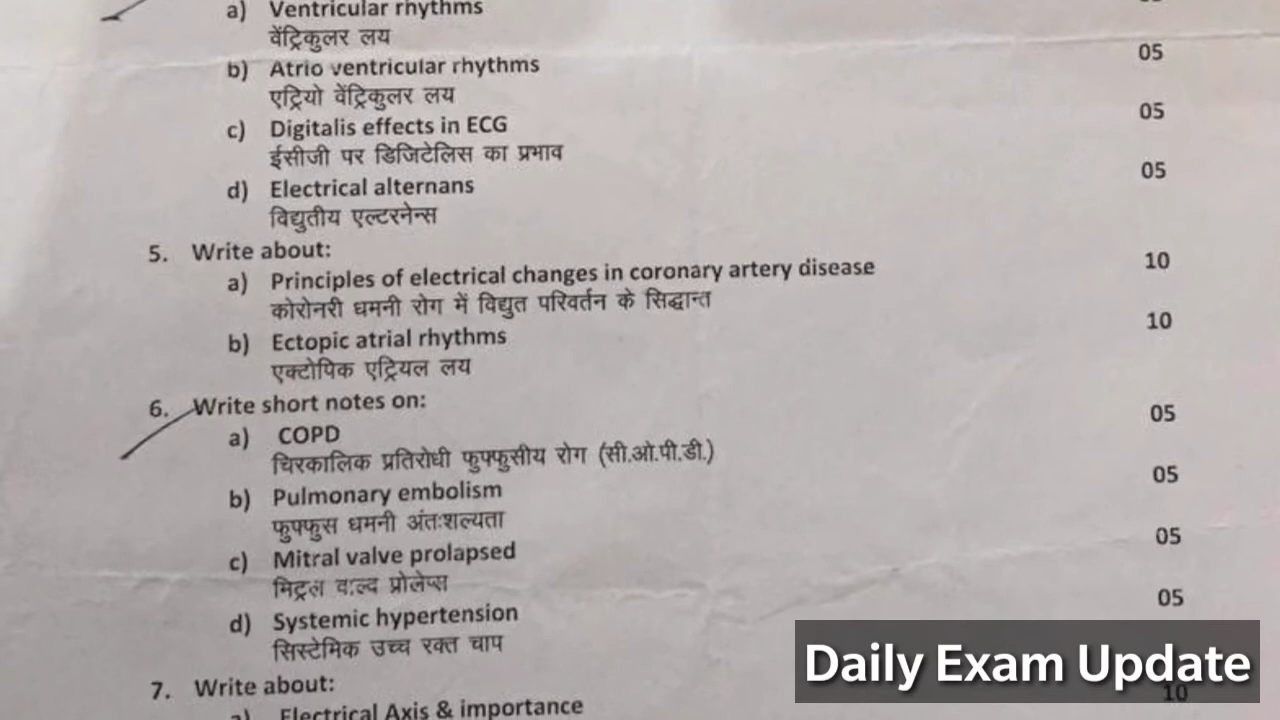 a) Ventricular rhythms
वेंट्रिकुलर लय
b) Atrio ventricular rhythms 05
एट्रियो वेंट्रिकुलर लय
c) Digitalis effects in ECG 05
ईसीजी पर डिजिटेलिस का प्रभाव
d) Electrical alternans 05
विद्युतीय एल्टरनेन्स
5. Write about:
a) Principles of electrical changes in coronary artery disease 10
कोरोनरी धमनी रोग में विद्युत परिवर्तन के सिद्धान्त
b) Ectopic atrial rhythms 10
एक्टोपिक एट्रियल लय
6. Write short notes on:
a) COPD 05
चिरकालिक प्रतिरोधी फुफ्फुसीय रोग (सी.ओ.पी.डी.)
b) Pulmonary embolism 05
फुफ्फुस धमनी अंतःशल्यता
c) Mitral valve prolapsed 05
मिट्रल प्रोलेप्स
d) Systemic hypertension 05
सिस्टेमिक उच्च रक्त चाप
7. Write about:
a) Electrical Axis & importance 10
Daily Exam Update